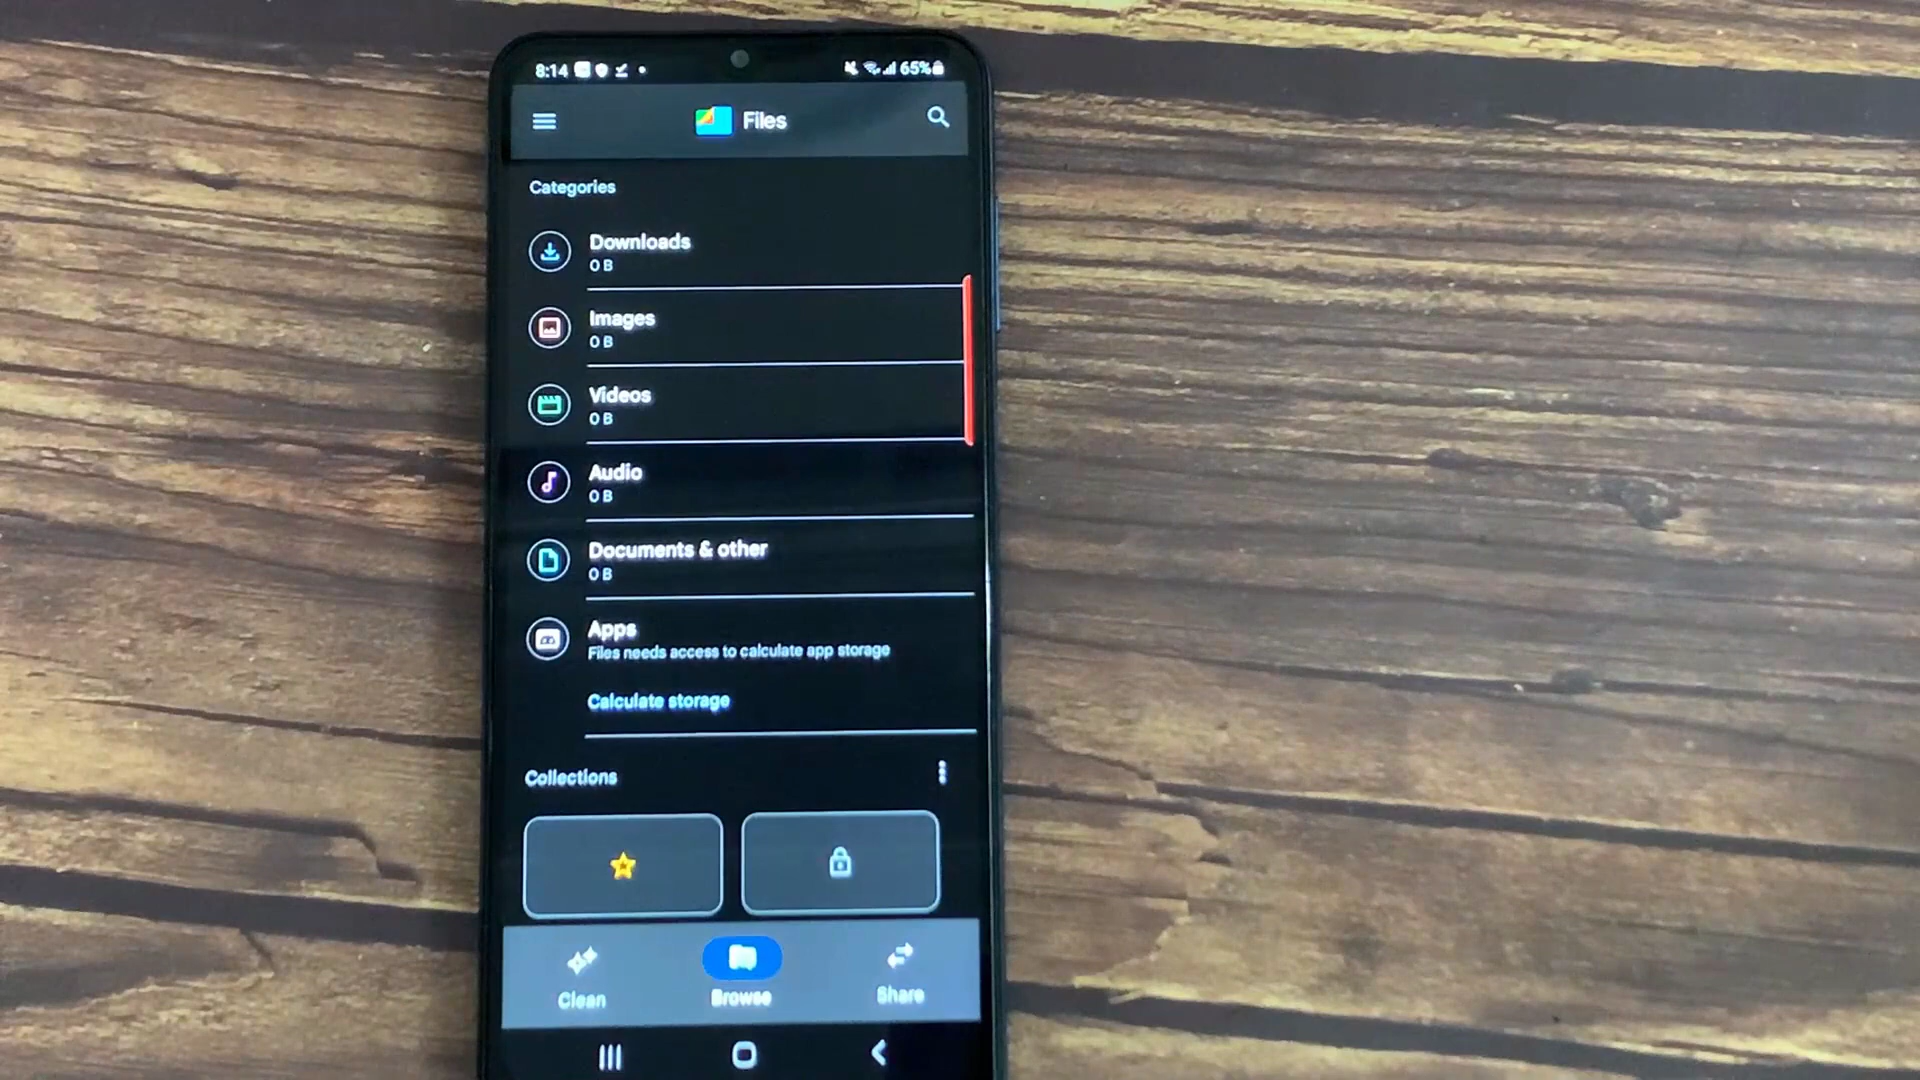 8:14 65%
Files
Categories
Downloads
0 B
Images
0 B
Videos
0 B
Audio
0 B
Documents & other
0 B
Apps
Files needs access to calculate app storage
Calculate storage
Collections
Clean Browse Share